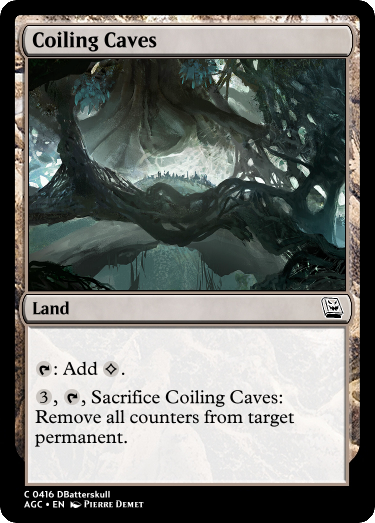 Coiling Caves
Land
: Add .
3, , Sacrifice Coiling Caves:
Remove all counters from target
permanent.
C 0416 DBatterskull
AGC • EN Pierre Demet